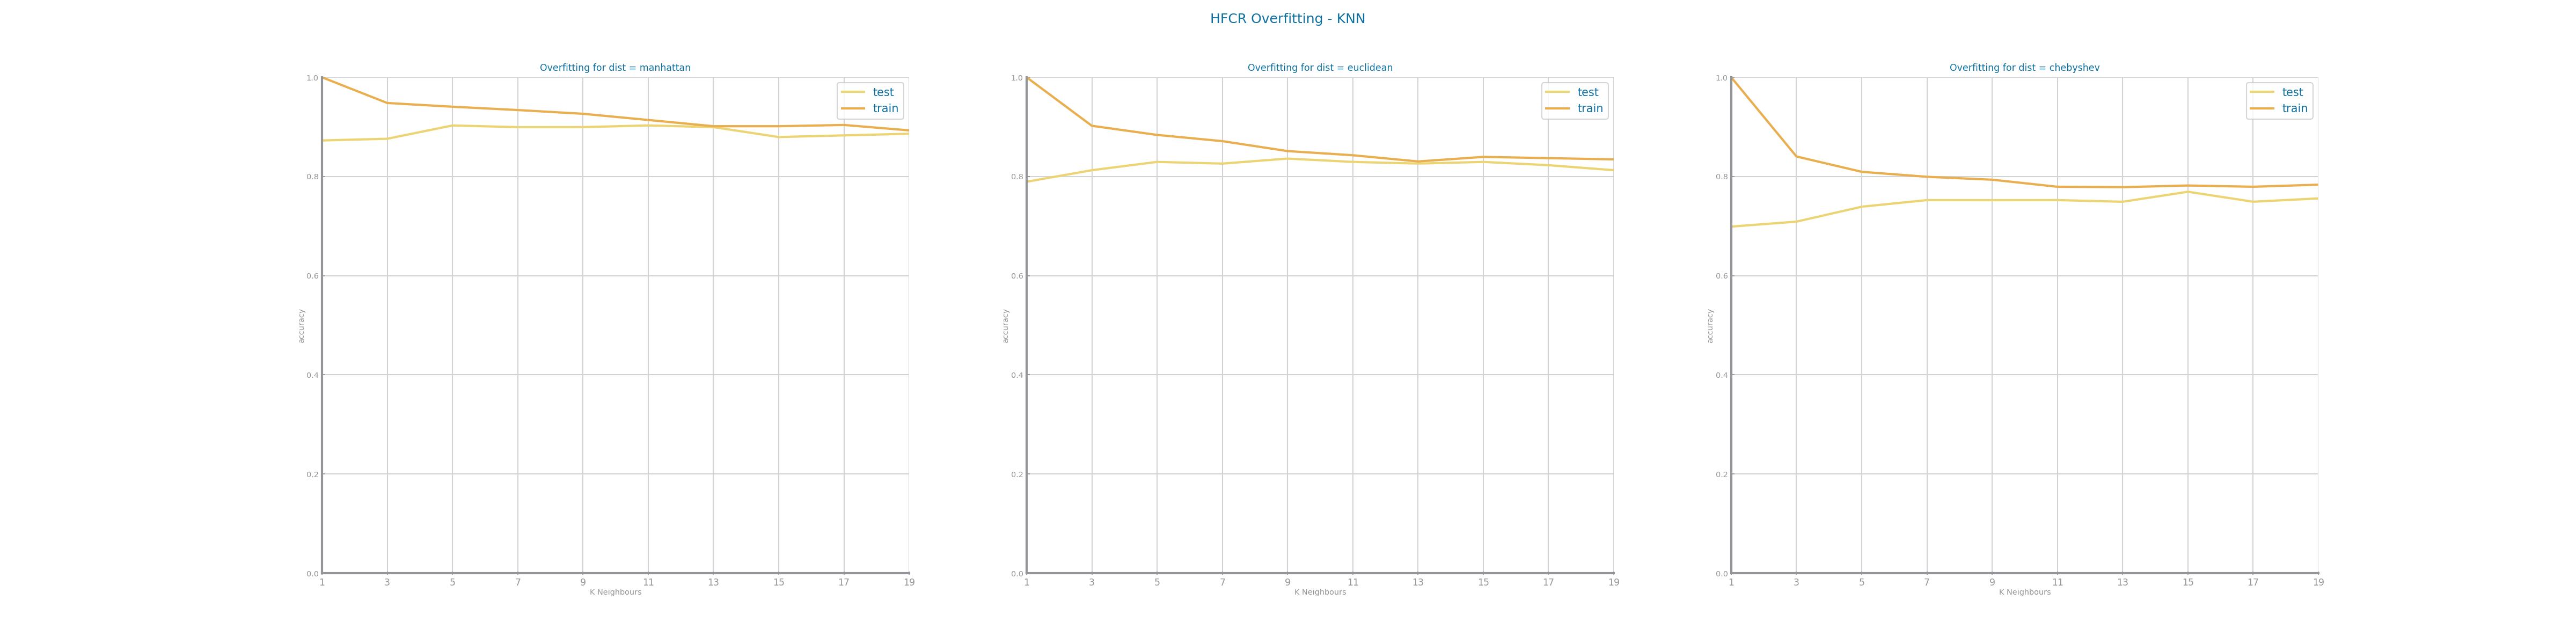 HFCR Overfitting - KNN
Overfitting for dist = manhattan
1.0
0.8
0.6
0.4
0.2
0.0
accuracy
test
train
1 3 5 7 9 11 13 15 17 19
K Neighbours
Overfitting for dist = euclidean
1.0
0.8
0.6
0.4
0.2
0.0
accuracy
test
train
1 3 5 7 9 11 13 15 17 19
K Neighbours
Overfitting for dist = chebyshev
1.0
0.8
0.6
0.4
0.2
0.0
accuracy
test
train
1 3 5 7 9 11 13 15 17 19
K Neighbours